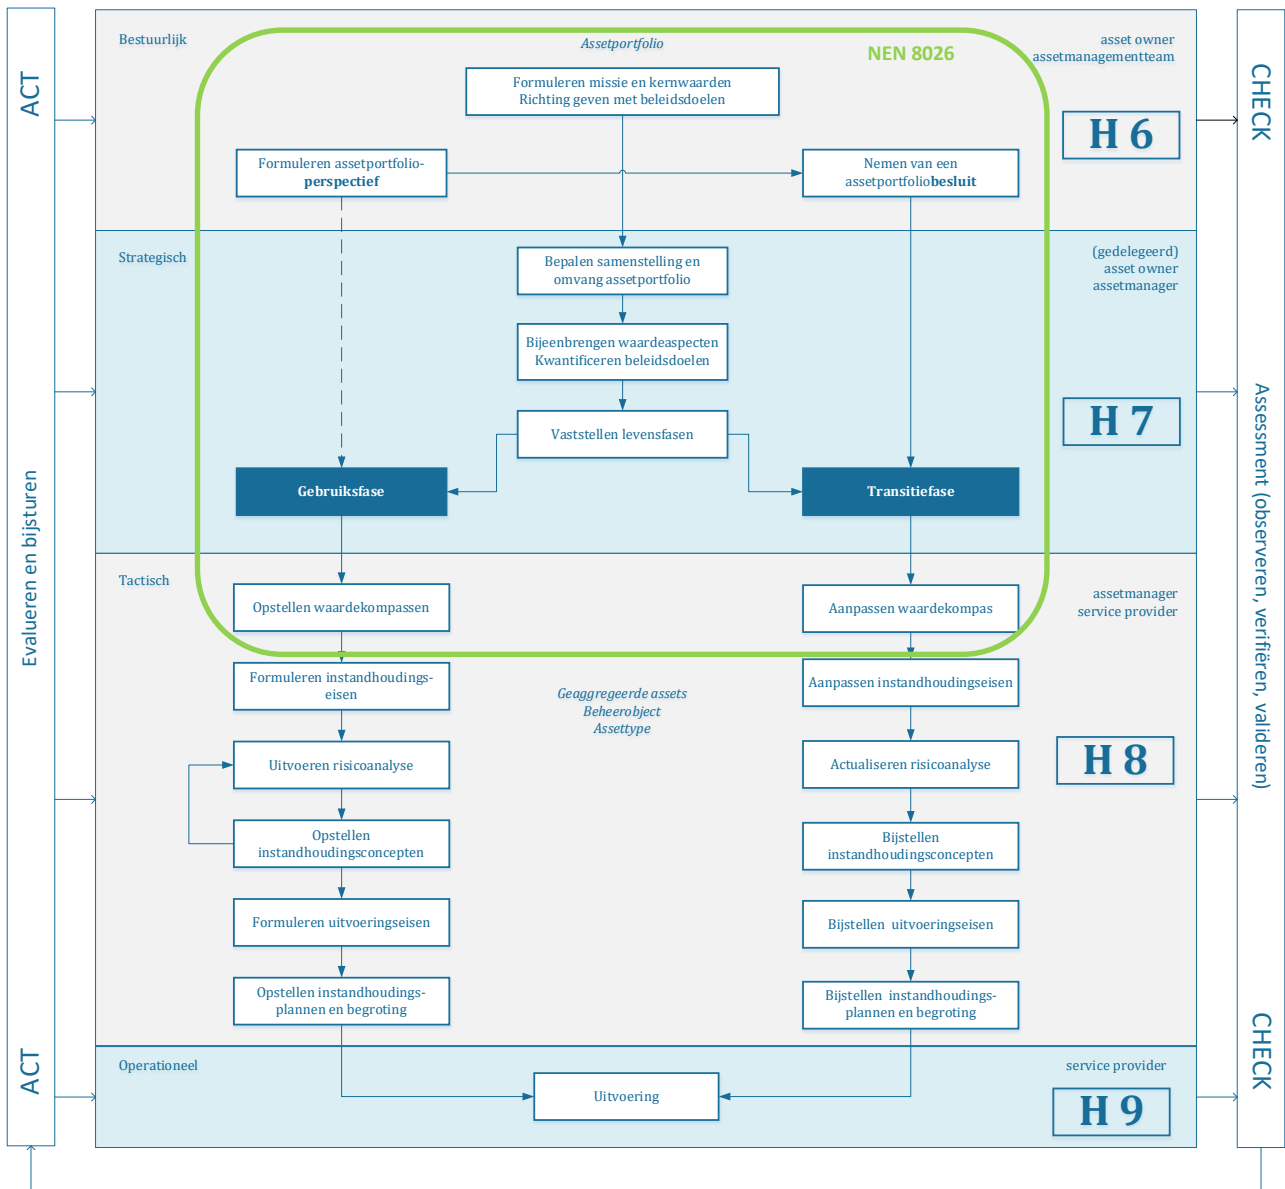 ACT
Evalueren en bijsturen
ACT
Bestuurlijk
Assetportfolio
NEN 8026
asset owner
assetmanagementteam
Formuleren missie en kernwaarden
Richting geven met beleidsdoelen
H 6
Formuleren assetportfolio-
perspectief
Nemen van een
assetportfoliobesluit
Strategisch
(gedelegeerd)
asset owner
assetmanager
Bepalen samenstelling en
omvang assetportfolio
Bijeenbrengen waardeaspecten
Kwantificeren beleidsdoelen
H 7
Vaststellen levensfasen
Gebruiksfase
Transitiefase
Tactisch
assetmanager
service provider
Opstellen waardekompassen
Aanpassen waardekompas
Formuleren instandhoudings-
eisen
Aanpassen instandhoudingseisen
Geaggregeerde assets
Beheerobject
Assettype
H 8
Uitvoeren risicoanalyse
Actualiseren risicoanalyse
Opstellen
instandhoudingsconcepten
Bijstellen
instandhoudingsconcepten
Formuleren uitvoeringseisen
Bijstellen uitvoeringseisen
Opstellen instandhoudings-
plannen en begroting
Bijstellen instandhoudings-
plannen en begroting
Operationeel
service provider
Uitvoering
H 9
CHECK
Assessment (observeren, verifiëren, valideren)
CHECK